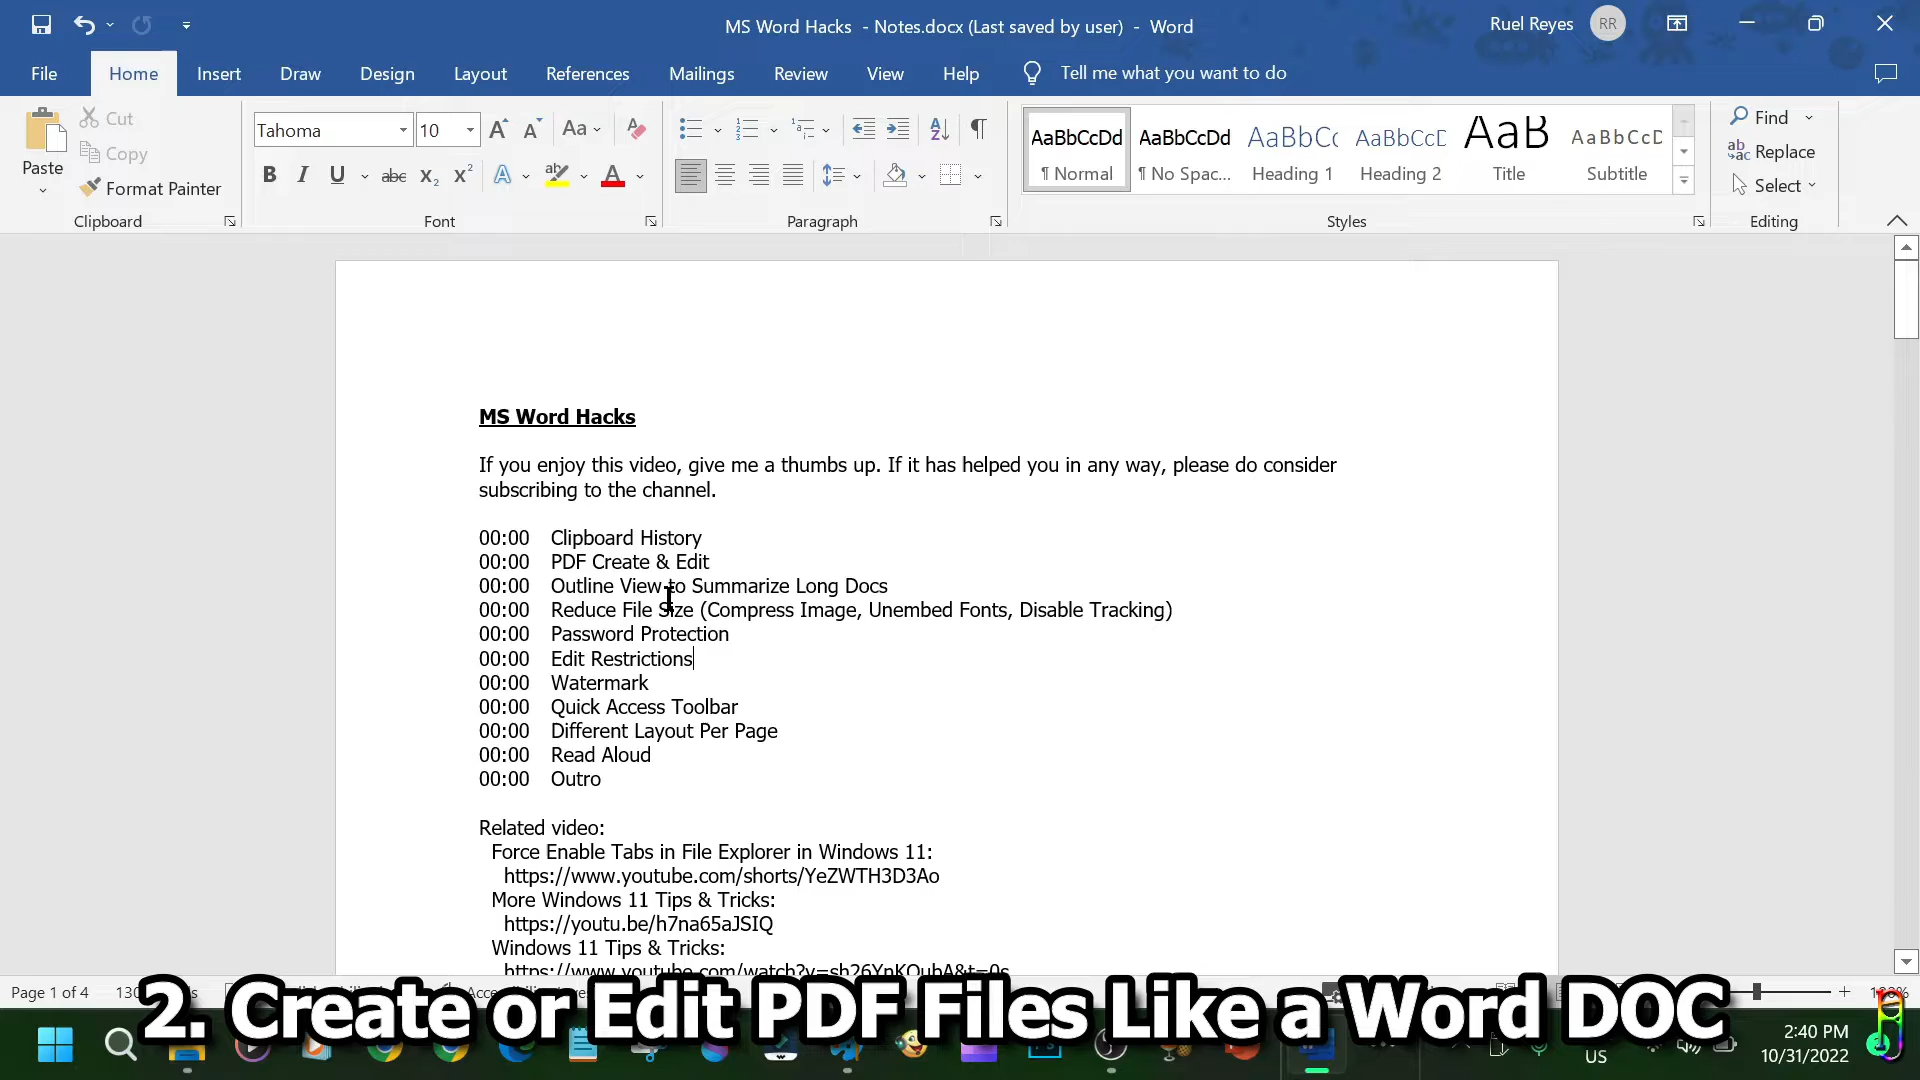 MS Word Hacks - Notes.docx (Last saved by user) - Word
Ruel Reyes RR
File Home Insert Draw Design Layout References Mailings Review View Help Tell me what you want to do
Paste
Cut
Copy
Format Painter
Clipboard
Tahoma 10
Font
Paragraph
AaBbCcDd AaBbCcDd AaBbCc AaBbCcD AaB AaBbCcD
¶ Normal ¶ No Spac... Heading 1 Heading 2 Title Subtitle
Styles
Find
Replace
Select
Editing
MS Word Hacks
If you enjoy this video, give me a thumbs up. If it has helped you in any way, please do consider
subscribing to the channel.
00:00 Clipboard History
00:00 PDF Create & Edit
00:00 Outline View to Summarize Long Docs
00:00 Reduce File Size (Compress Image, Unembed Fonts, Disable Tracking)
00:00 Password Protection
00:00 Edit Restrictions
00:00 Watermark
00:00 Quick Access Toolbar
00:00 Different Layout Per Page
00:00 Read Aloud
00:00 Outro
Related video:
Force Enable Tabs in File Explorer in Windows 11:
https://www.youtube.com/shorts/YeZWTH3D3Ao
More Windows 11 Tips & Tricks:
https://youtu.be/h7na65aJSIQ
Windows 11 Tips & Tricks:
https://www.youtube.com/watch?v=sb26YnKOubA&t=0s
Page 1 of 4
2. Create or Edit PDF Files Like a Word DOC
US
2:40 PM
10/31/2022